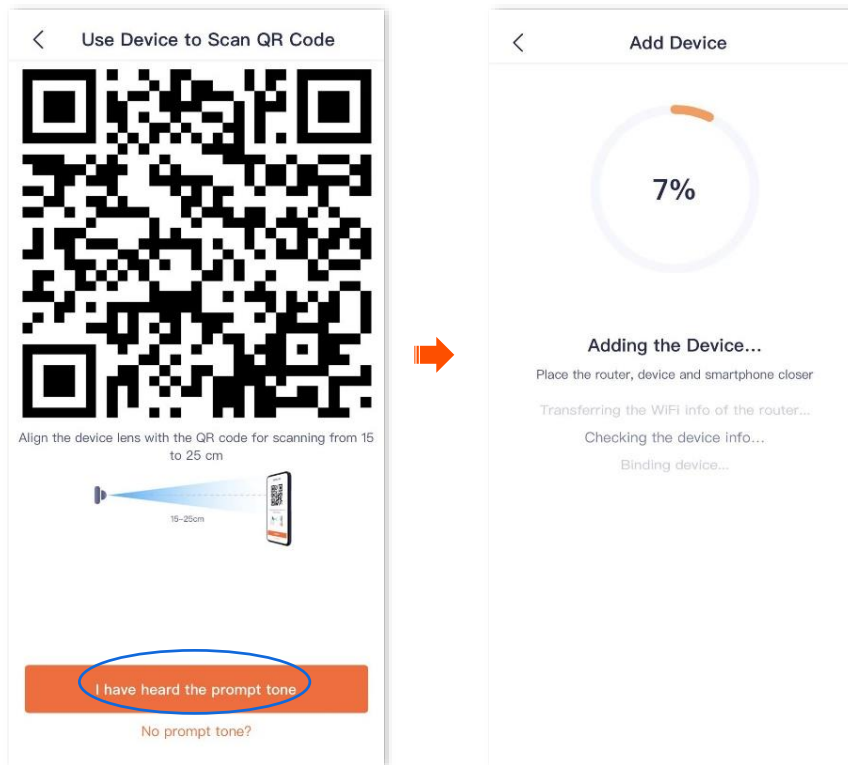 Use Device to Scan QR Code
Align the device lens with the QR code for scanning from 15
to 25 cm
15-25cm
I have heard the prompt tone
No prompt tone?
Add Device
7%
Adding the Device...
Place the router, device and smartphone closer
Transferring the WiFi info of the router...
Checking the device info...
Binding device...